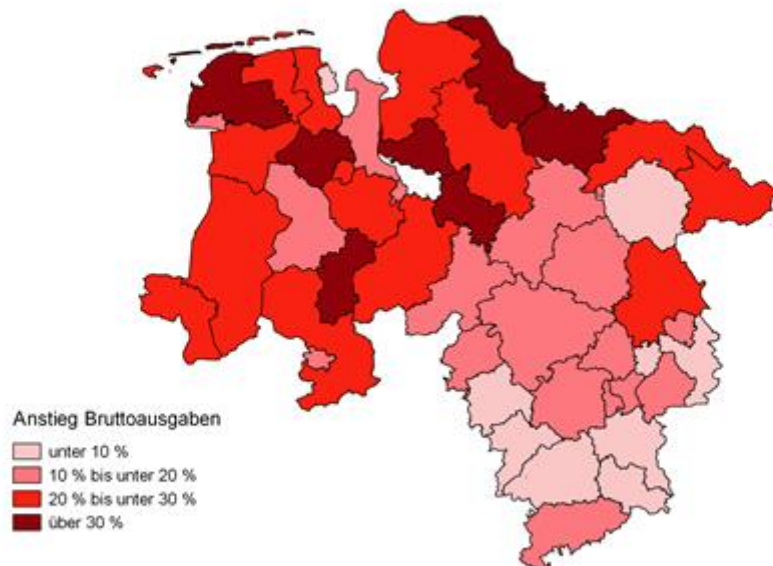 Anstieg Bruttoausgaben
unter 10 %
10 % bis unter 20 %
20 % bis unter 30 %
über 30 %